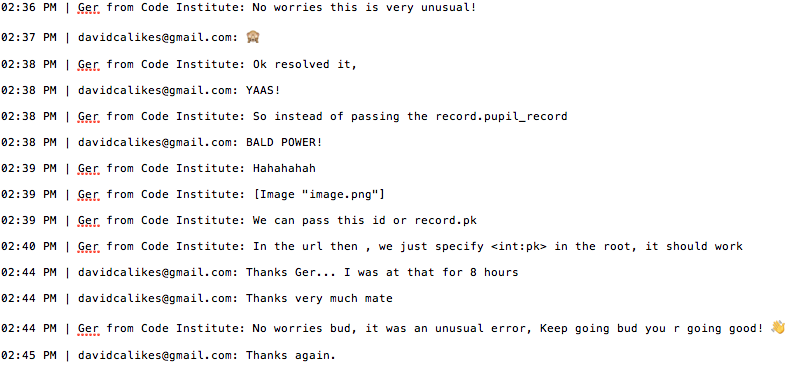 02:36 PM | Ger from Code Institute: No worries this is very unusual!
02:37 PM | davidcalikes@gmail.com: 🙈
02:38 PM | Ger from Code Institute: Ok resolved it,
02:38 PM | davidcalikes@gmail.com: YAAS!
02:38 PM | Ger from Code Institute: So instead of passing the record.pupil_record
02:38 PM | davidcalikes@gmail.com: BALD POWER!
02:39 PM | Ger from Code Institute: Hahahahah
02:39 PM | Ger from Code Institute: [Image "image.png"]
02:39 PM | Ger from Code Institute: We can pass this id or record.pk
02:40 PM | Ger from Code Institute: In the url then , we just specify <int:pk> in the root, it should work
02:44 PM | davidcalikes@gmail.com: Thanks Ger... I was at that for 8 hours
02:44 PM | davidcalikes@gmail.com: Thanks very much mate
02:44 PM | Ger from Code Institute: No worries bud, it was an unusual error, Keep going bud you r going good! 👋
02:45 PM | davidcalikes@gmail.com: Thanks again.